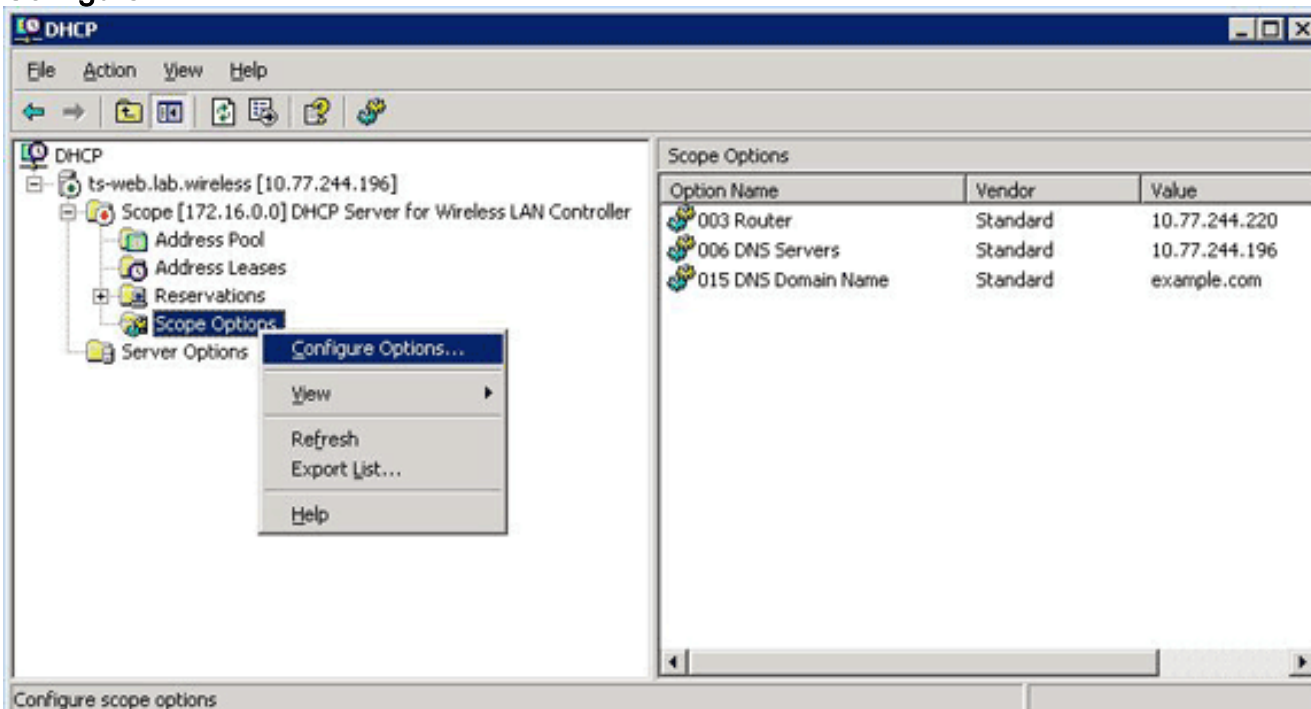 DHCP
File Action View Help
DHCP
ts-web.lab.wireless [10.77.244.196]
Scope [172.16.0.0] DHCP Server for Wireless LAN Controller
Address Pool
Address Leases
Reservations
Scope Options
Server Options
Configure Options...
View
Refresh
Export List...
Help
Scope Options
Option Name Vendor Value
003 Router Standard 10.77.244.220
006 DNS Servers Standard 10.77.244.196
015 DNS Domain Name Standard example.com
Configure scope options